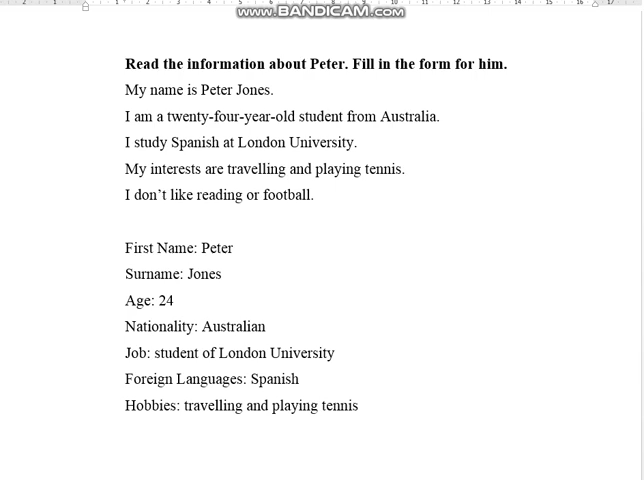 www.BANDICAM.com
Read the information about Peter. Fill in the form for him.
My name is Peter Jones.
I am a twenty-four-year-old student from Australia.
I study Spanish at London University.
My interests are travelling and playing tennis.
I don’t like reading or football.
First Name: Peter
Surname: Jones
Age: 24
Nationality: Australian
Job: student of London University
Foreign Languages: Spanish
Hobbies: travelling and playing tennis